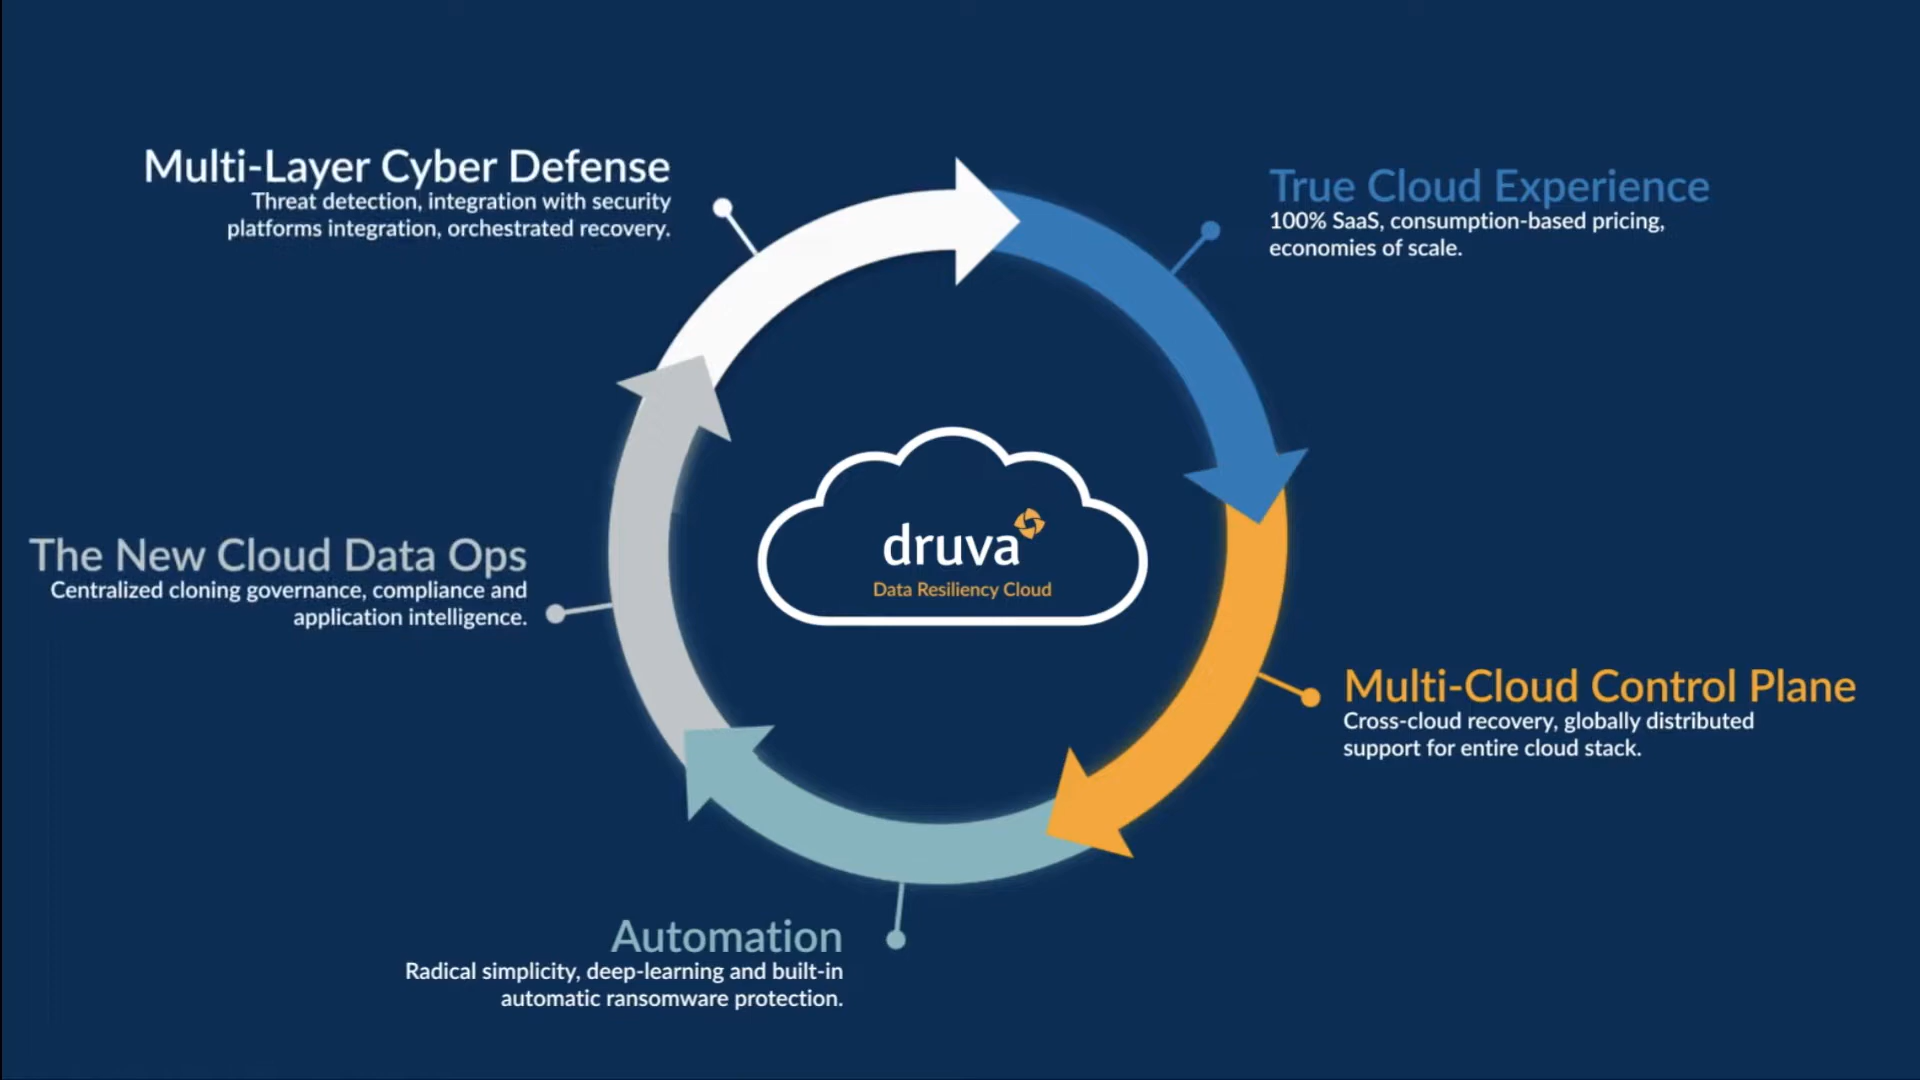 Multi-Layer Cyber Defense
Threat detection, integration with security
platforms integration, orchestrated recovery.
True Cloud Experience
100% SaaS, consumption-based pricing,
economies of scale.
druva
Data Resiliency Cloud
The New Cloud Data Ops
Centralized cloning governance, compliance and
application intelligence.
Multi-Cloud Control Plane
Cross-cloud recovery, globally distributed
support for entire cloud stack.
Automation
Radical simplicity, deep-learning and built-in
automatic ransomware protection.